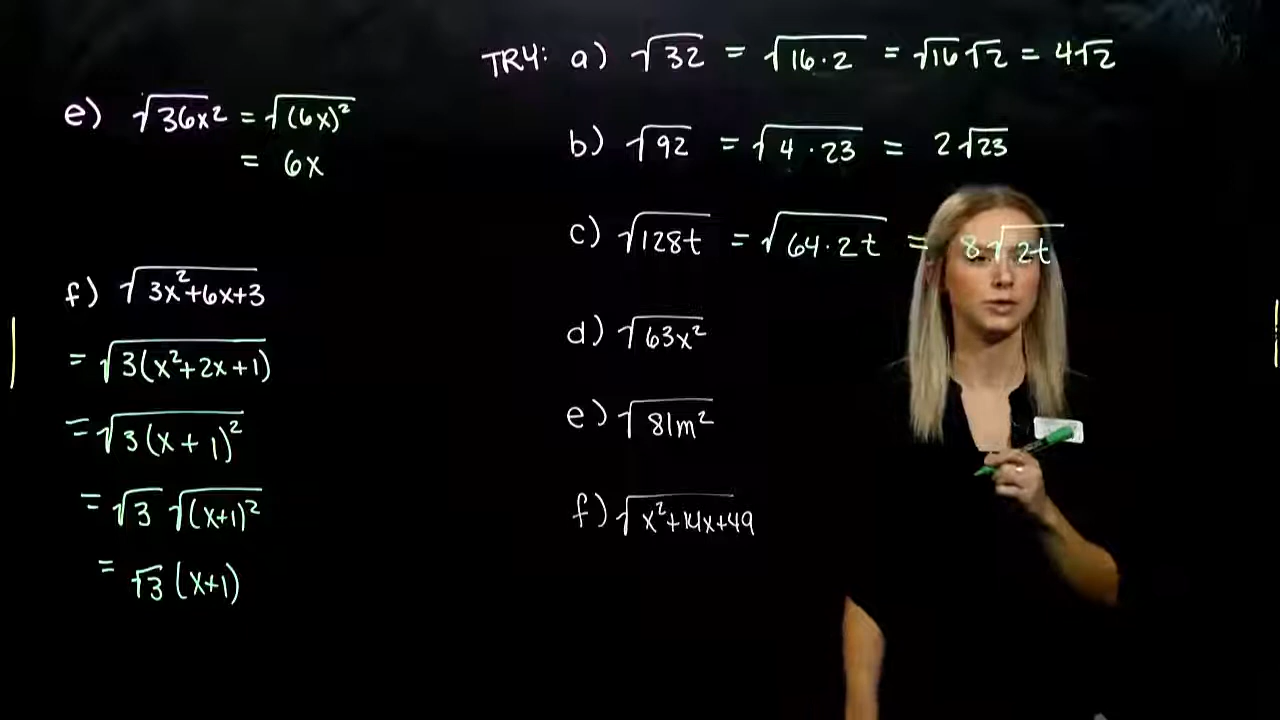 e) √36x² = √(6x)²
= 6x
f) √3x²+6x+3
= √3(x²+2x+1)
= √3(x+1)²
= √3 √(x+1)²
= √3 (x+1)
TRY: a) √32 = √16·2 = √16 √2 = 4√2
b) √92 = √4·23 = 2√23
c) √128t = √64·2t = 8√2t
d) √63x²
e) √81m²
f) √x²+14x+49